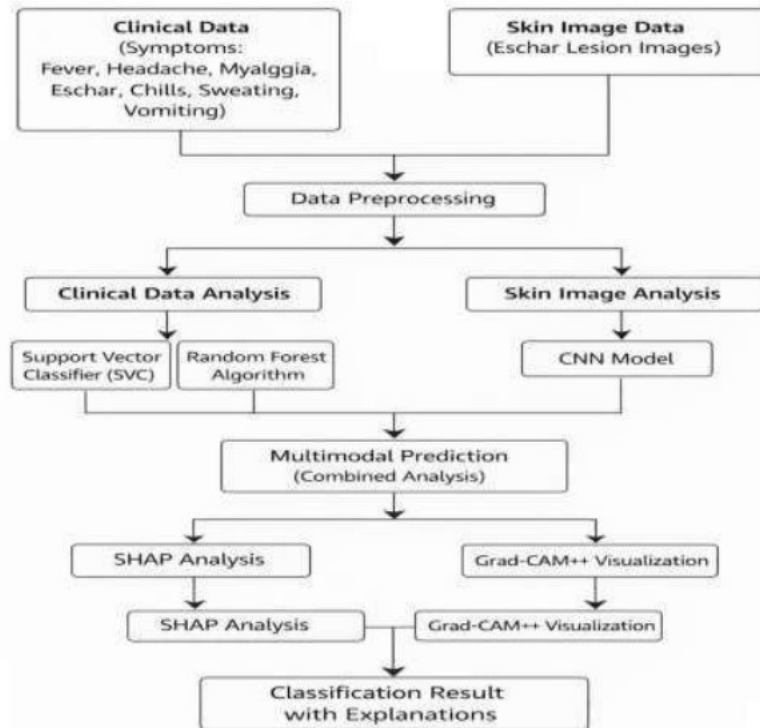 Clinical Data
(Symptoms:
Fever, Headache, Myalggia,
Eschar, Chills, Sweating,
Vomiting)
Skin Image Data
(Eschar Lesion Images)
Data Preprocessing
Clinical Data Analysis
Skin Image Analysis
Support Vector
Classifier (SVC)
Random Forest
Algorithm
CNN Model
Multimodal Prediction
(Combined Analysis)
SHAP Analysis
Grad-CAM++ Visualization
SHAP Analysis
Grad-CAM++ Visualization
Classification Result
with Explanations